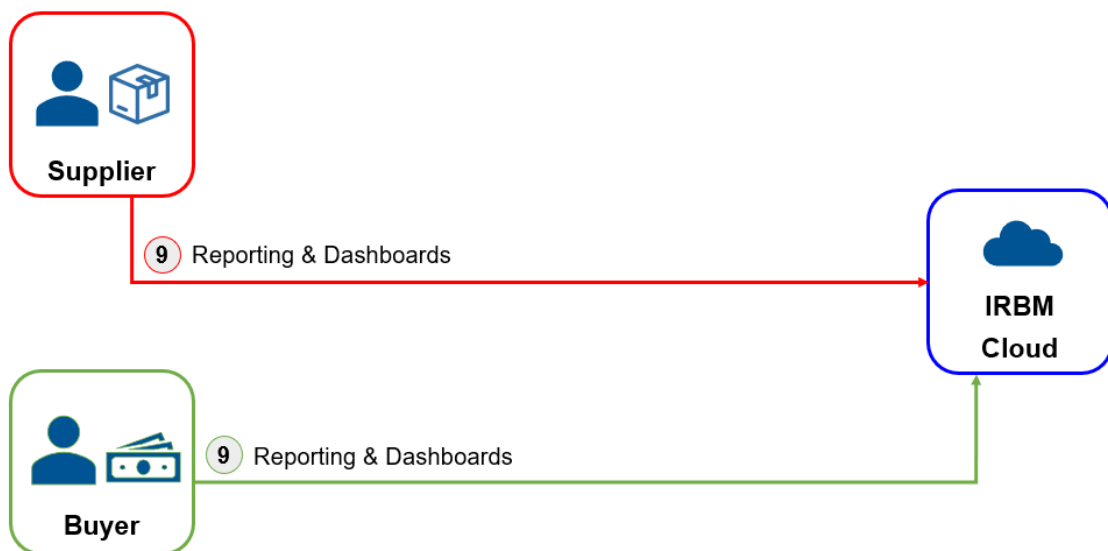 Supplier
9 Reporting & Dashboards
IRBM
Cloud
9 Reporting & Dashboards
Buyer